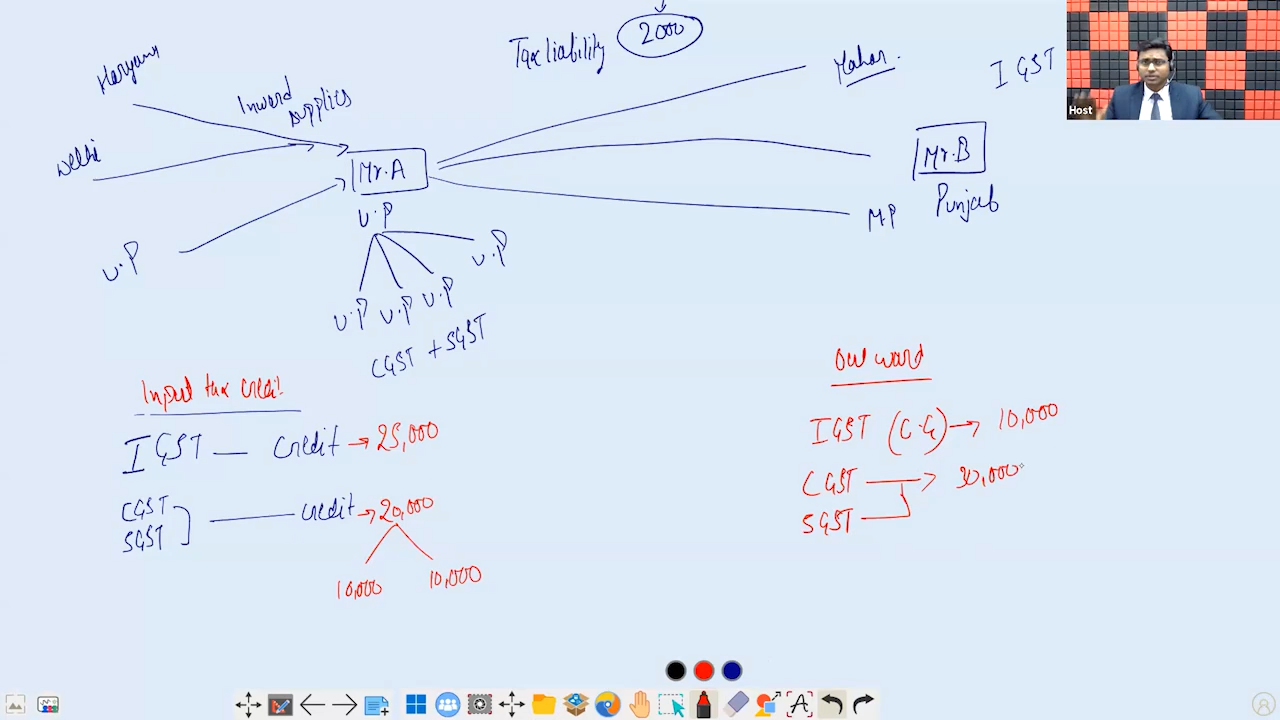 Tax liability 2000
Haryana
Inward supplies
Mahar.
IGST
Host
Delhi
Mr. A
Mr. B
U.P
Punjab
M.P
U.P
U.P
U.P U.P U.P
CGST + SGST
Input tax credit
Outward
IGST — credit → 25,000
IGST (C.G) → 10,000
CGST
SGST
credit → 20,000
10,000 10,000
CGST → 30,000
SGST